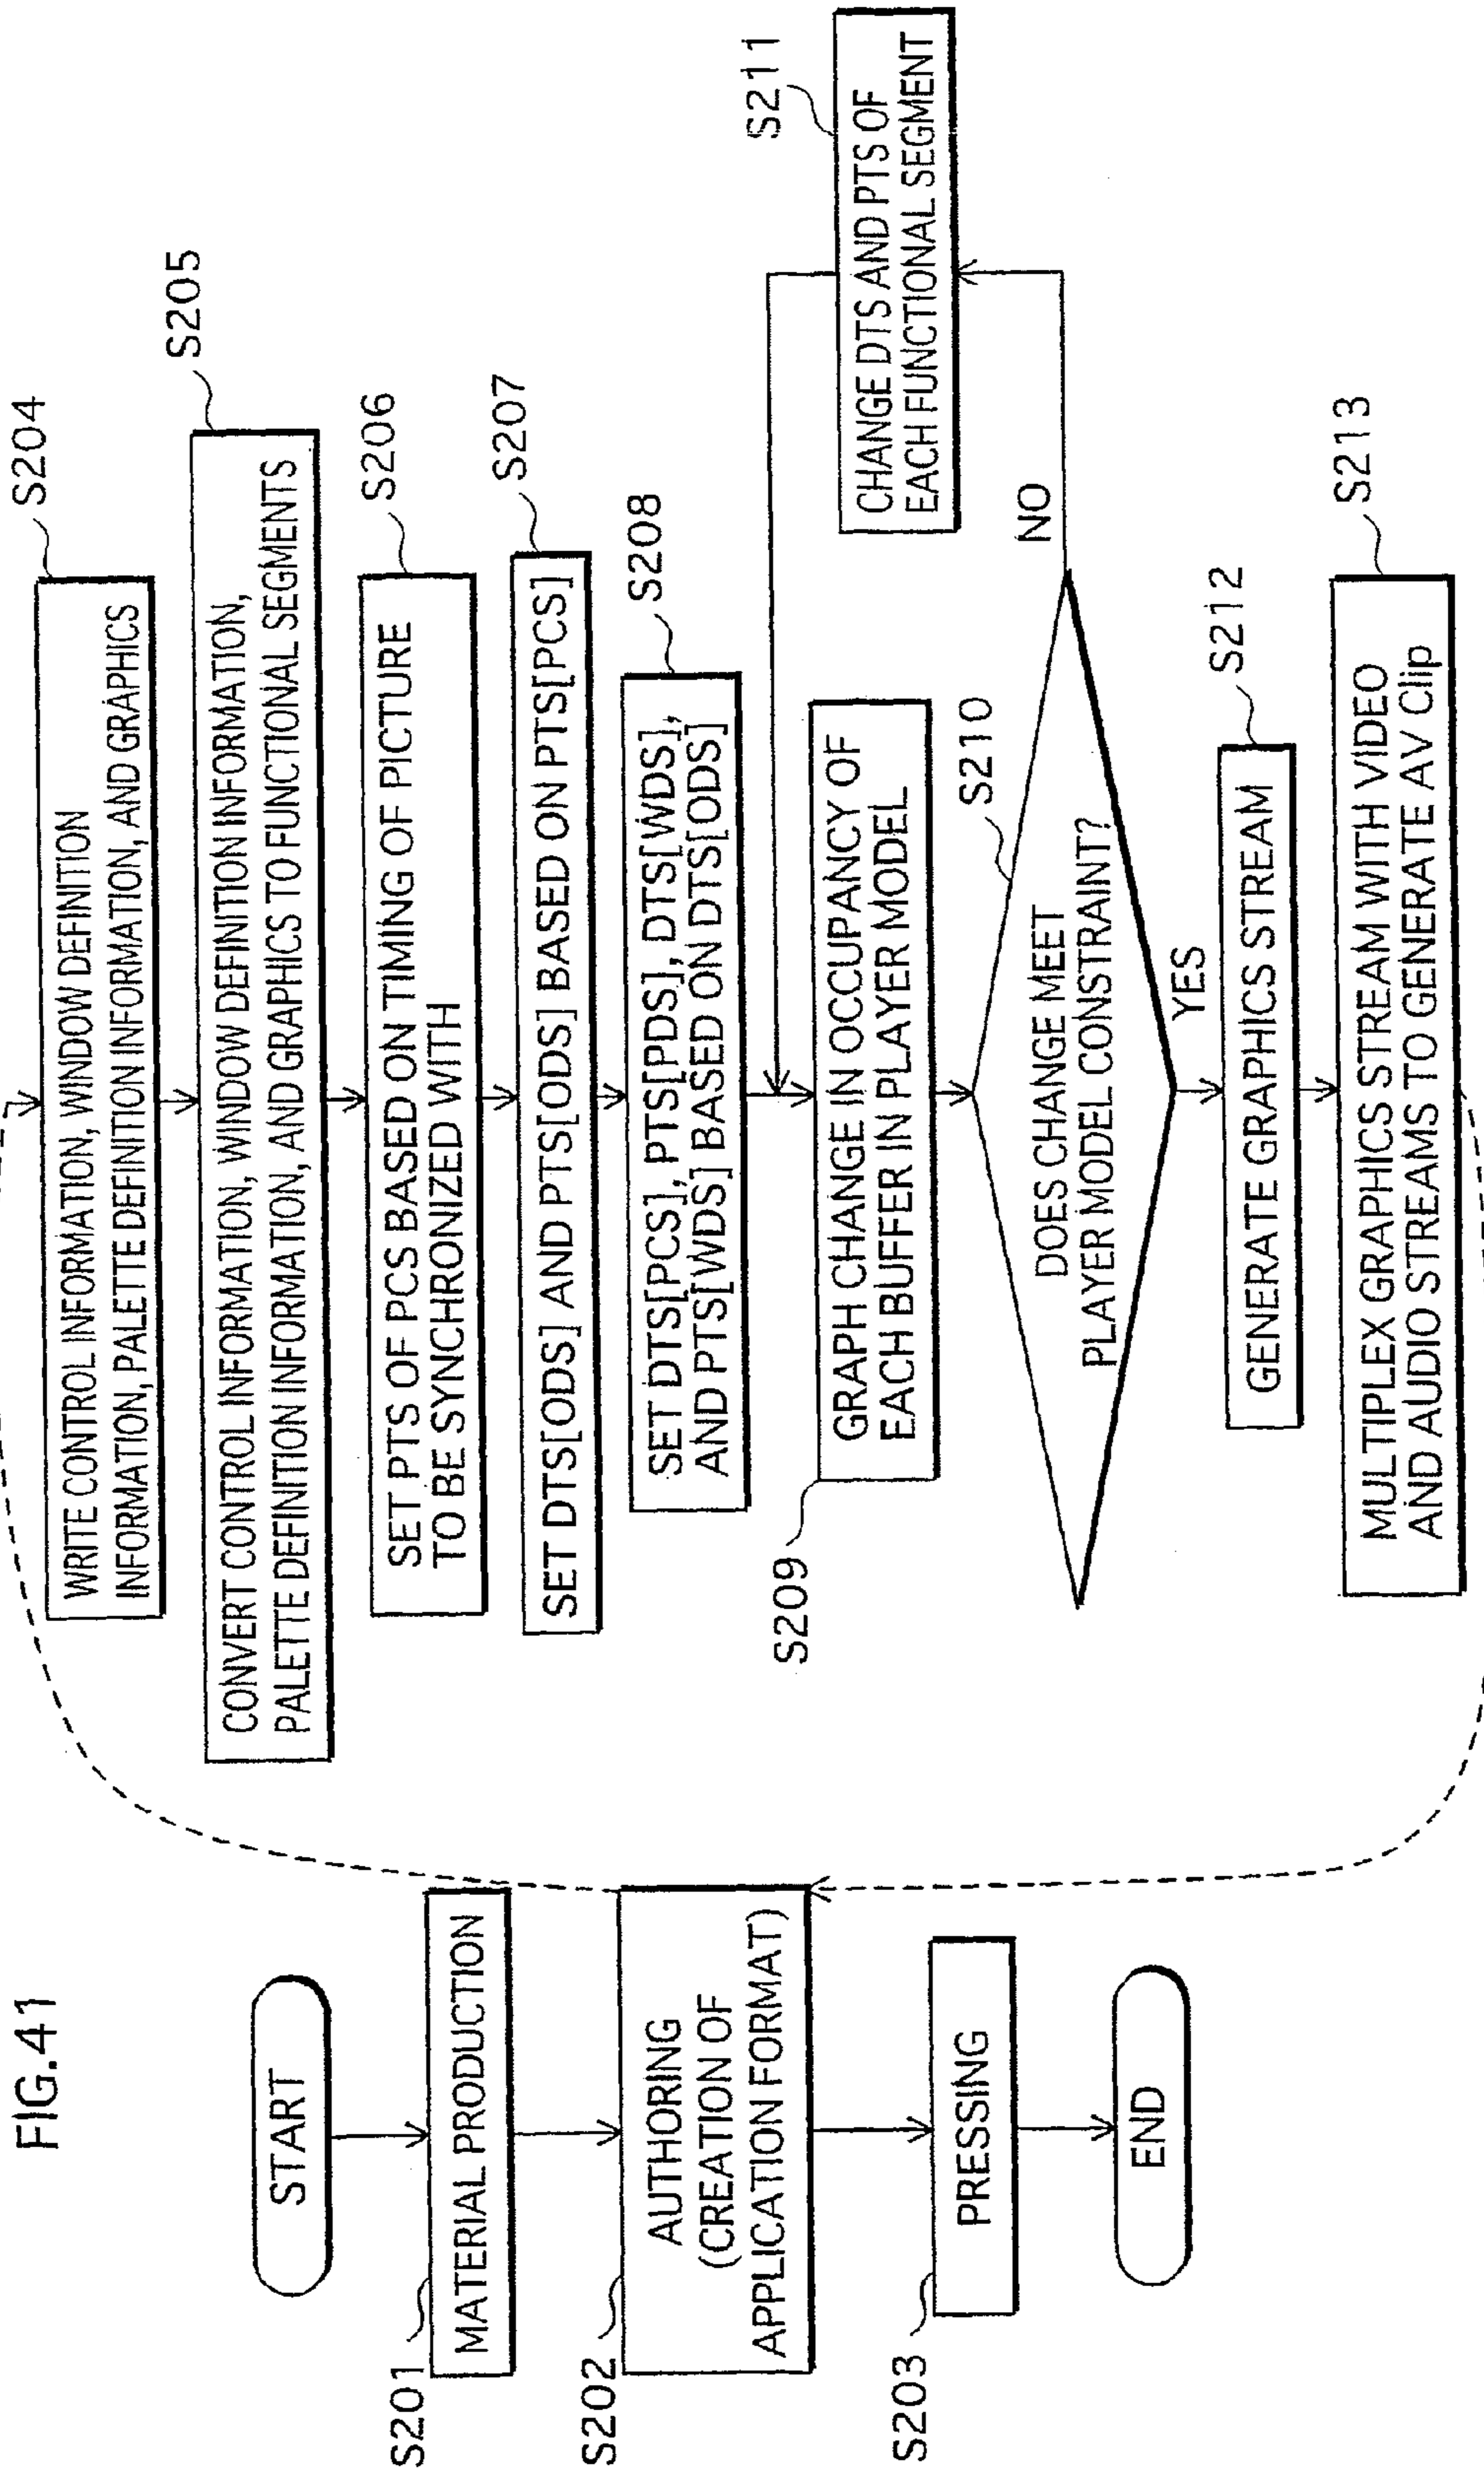 FIG.41
START
S201
MATERIAL PRODUCTION
S202
AUTHORING
(CREATION OF
APPLICATION FORMAT)
S203
PRESSING
END
S204
WRITE CONTROL INFORMATION, WINDOW DEFINITION
INFORMATION, PALETTE DEFINITION INFORMATION, AND GRAPHICS
S205
CONVERT CONTROL INFORMATION, WINDOW DEFINITION INFORMATION,
PALETTE DEFINITION INFORMATION, AND GRAPHICS TO FUNCTIONAL SEGMENTS
S206
SET PTS OF PCS BASED ON TIMING OF PICTURE
TO BE SYNCHRONIZED WITH
S207
SET DTS[ODS] AND PTS[ODS] BASED ON PTS[PCS]
S208
SET DTS[PCS], PTS[PDS], DTS[WDS],
AND PTS[WDS] BASED ON DTS[ODS]
S209
GRAPH CHANGE IN OCCUPANCY OF
EACH BUFFER IN PLAYER MODEL
S210
DOES CHANGE MEET
PLAYER MODEL CONSTRAINT?
NO
S211
CHANGE DTS AND PTS OF
EACH FUNCTIONAL SEGMENT
YES
S212
GENERATE GRAPHICS STREAM
S213
MULTIPLEX GRAPHICS STREAM WITH VIDEO
AND AUDIO STREAMS TO GENERATE AV Clip